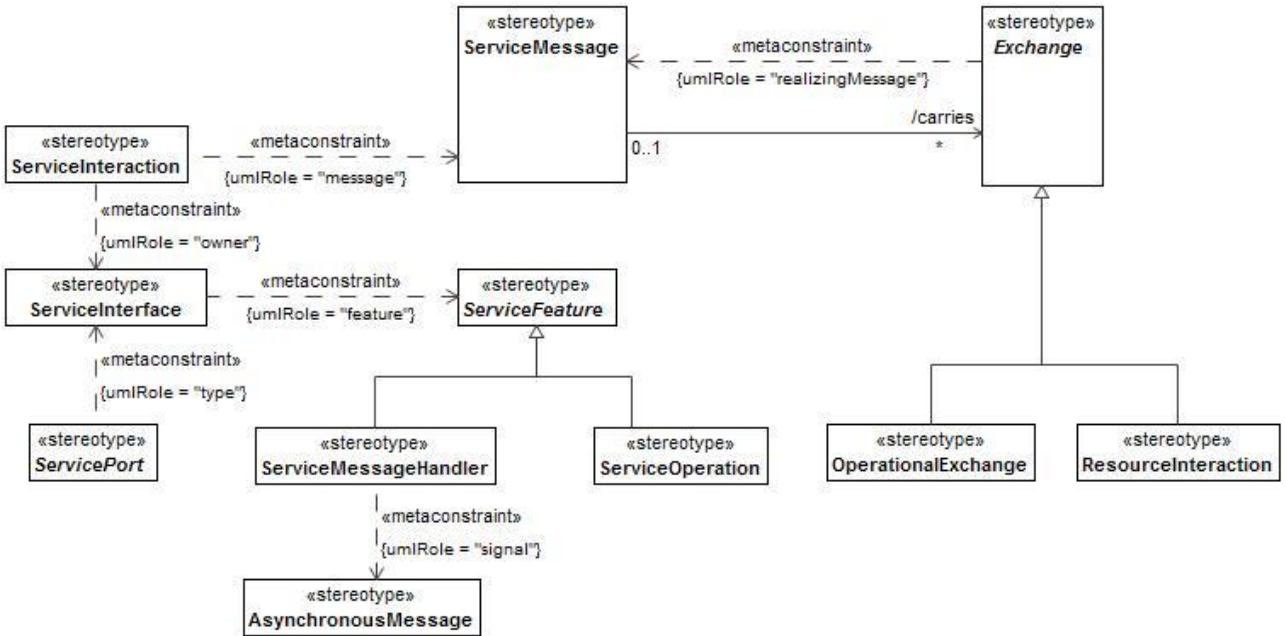 «stereotype»
ServiceMessage
«metaconstraint»
{umlRole = "realizingMessage"}
«stereotype»
Exchange
/carries
0..1
*
«stereotype»
ServiceInteraction
«metaconstraint»
{umlRole = "message"}
«metaconstraint»
{umlRole = "owner"}
«stereotype»
ServiceInterface
«metaconstraint»
{umlRole = "feature"}
«stereotype»
ServiceFeature
«metaconstraint»
{umlRole = "type"}
«stereotype»
ServicePort
«stereotype»
ServiceMessageHandler
«stereotype»
ServiceOperation
«stereotype»
OperationalExchange
«stereotype»
ResourceInteraction
«metaconstraint»
{umlRole = "signal"}
«stereotype»
AsynchronousMessage